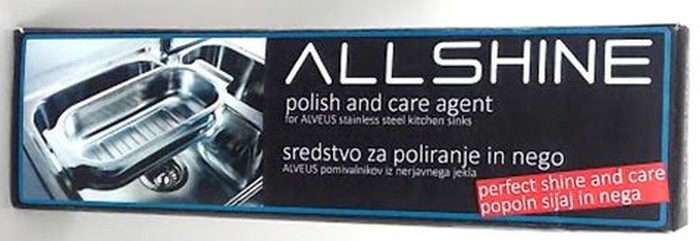 ALLSHINE
polish and care agent
for ALVEUS stainless steel kitchen sinks
sredstvo za poliranje in nego
ALVEUS pomivalnikov iz nerjavnega jekla
perfect shine and care
popoln sijaj in nega